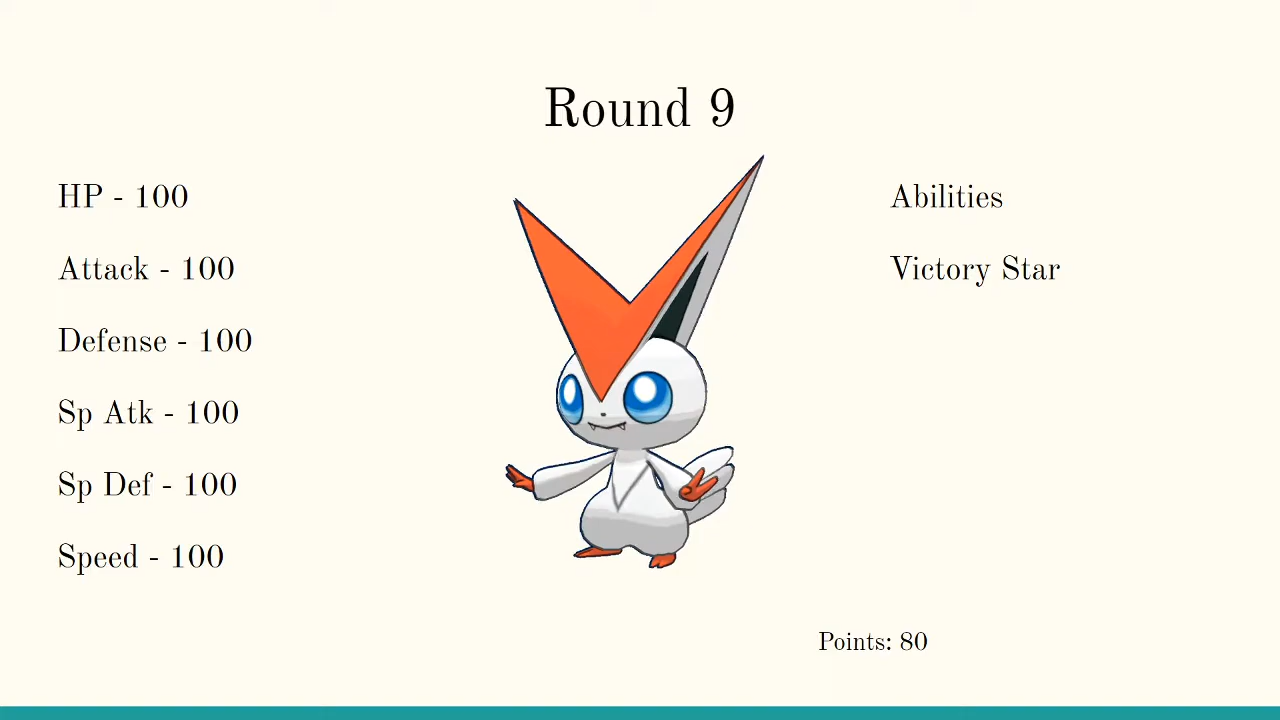 Round 9
HP - 100
Attack - 100
Defense - 100
Sp Atk - 100
Sp Def - 100
Speed - 100
Abilities
Victory Star
Points: 80